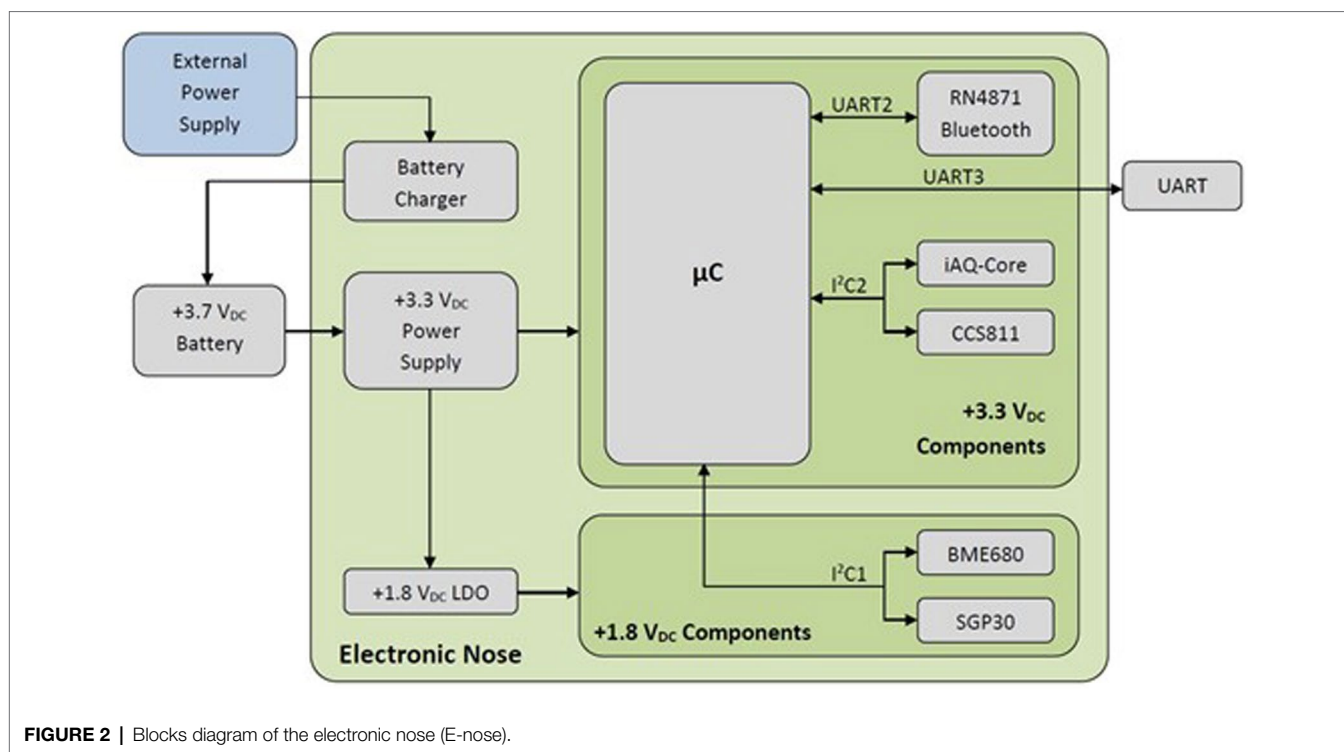 External
Power
Supply
Battery
Charger
+3.7 VDC
Battery
+3.3 VDC
Power
Supply
+1.8 VDC LDO
Electronic Nose
µC
UART2
RN4871
Bluetooth
UART3
UART
I²C2
iAQ-Core
CCS811
+3.3 VDC
Components
I²C1
BME680
SGP30
+1.8 VDC Components
FIGURE 2 | Blocks diagram of the electronic nose (E-nose).